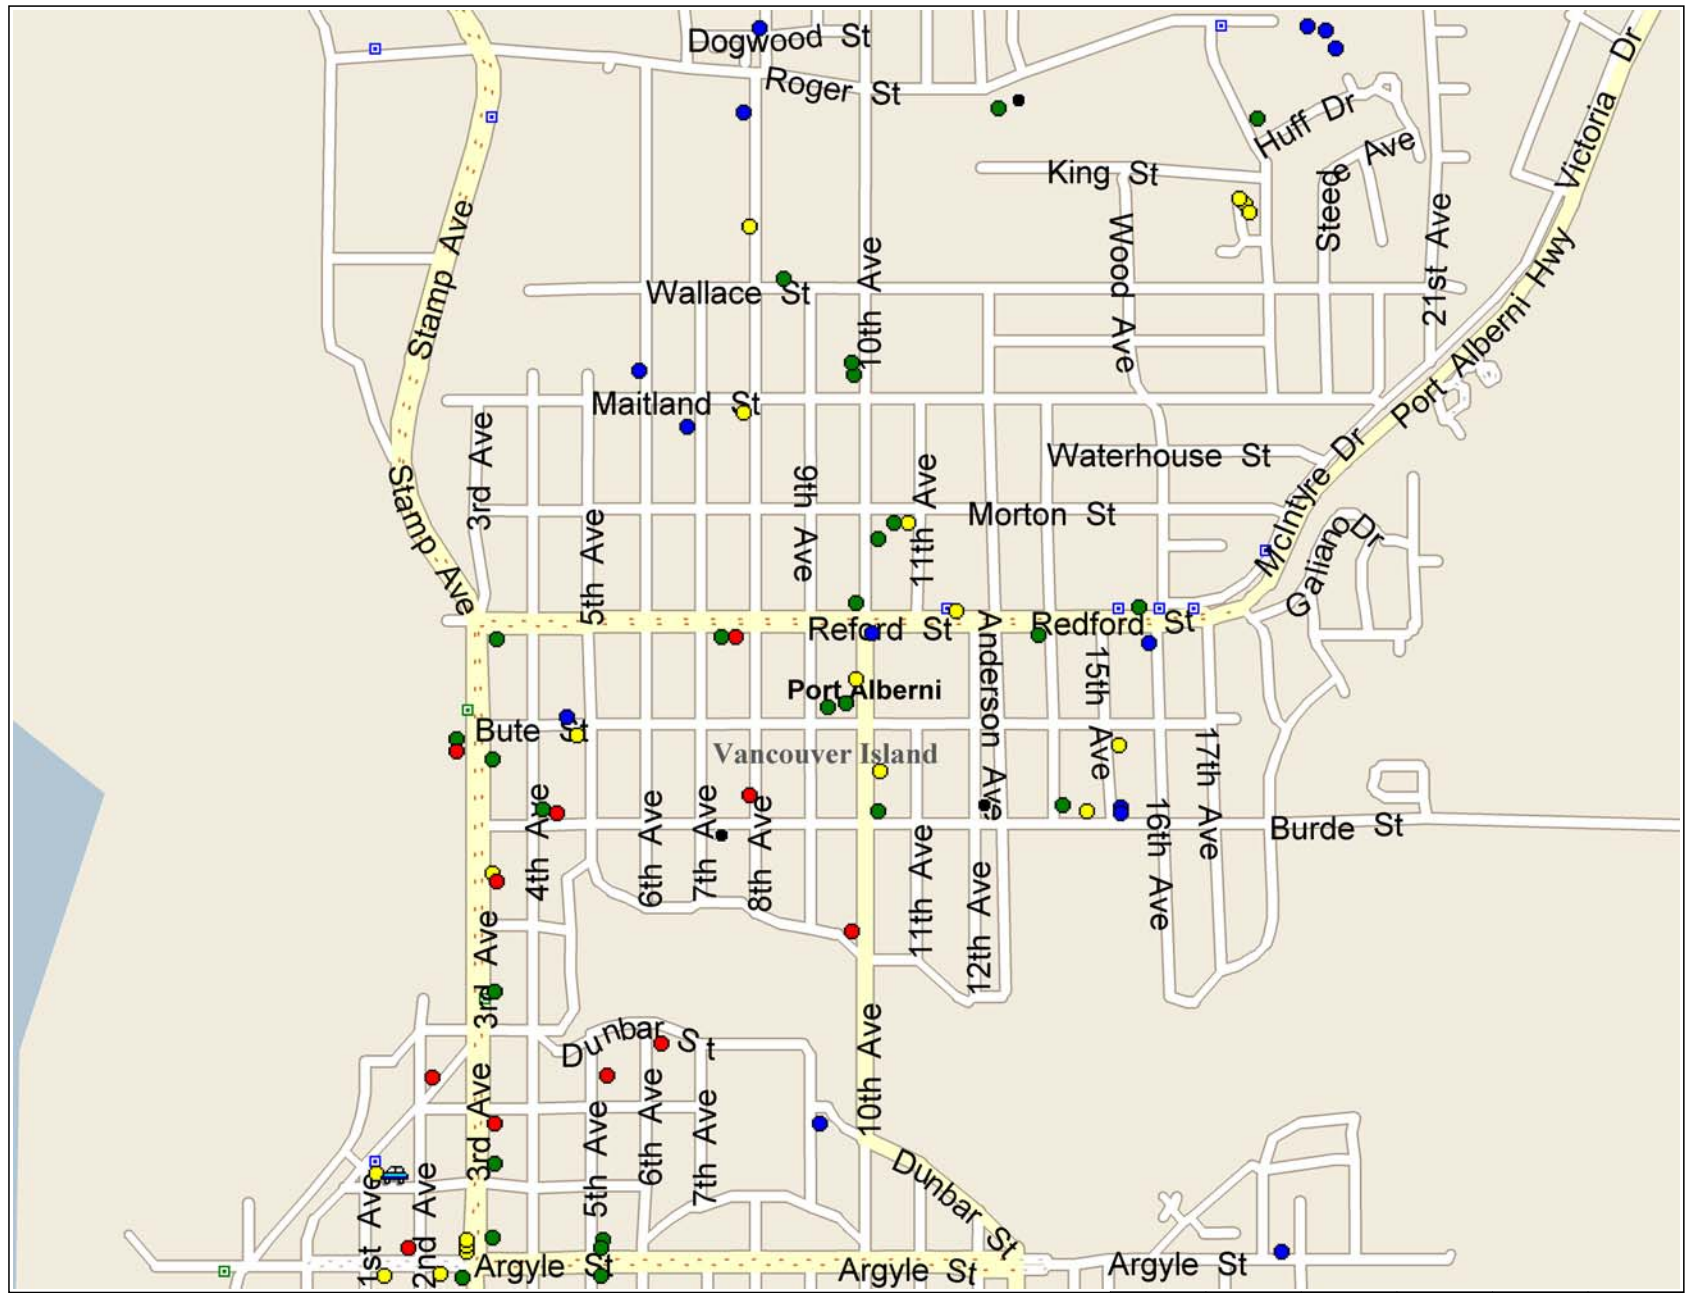 Dogwood St
Roger St
Huff Dr
Victoria Dr
King St
Steede Ave
Stamp Ave
Wood Ave
21st Ave
10th Ave
Wallace St
Port Alberni Hwy
Stamp Ave
Maitland St
3rd Ave
Waterhouse St
McIntyre Dr
Stamp Ave
9th Ave
11th Ave
Morton St
Galiano Dr
5th Ave
Reford St
Redford St
Anderson Ave
15th Ave
Port Alberni
Bute St
Vancouver Island
17th Ave
4th Ave
6th Ave
7th Ave
8th Ave
11th Ave
12th Ave
16th Ave
Burde St
3rd Ave
3rd
Dunbar St
10th Ave
3rd Ave
3rd
5th Ave
6th Ave
7th Ave
1st Ave
2nd Ave
Dunbar St
Argyle St
Argyle St
Argyle St